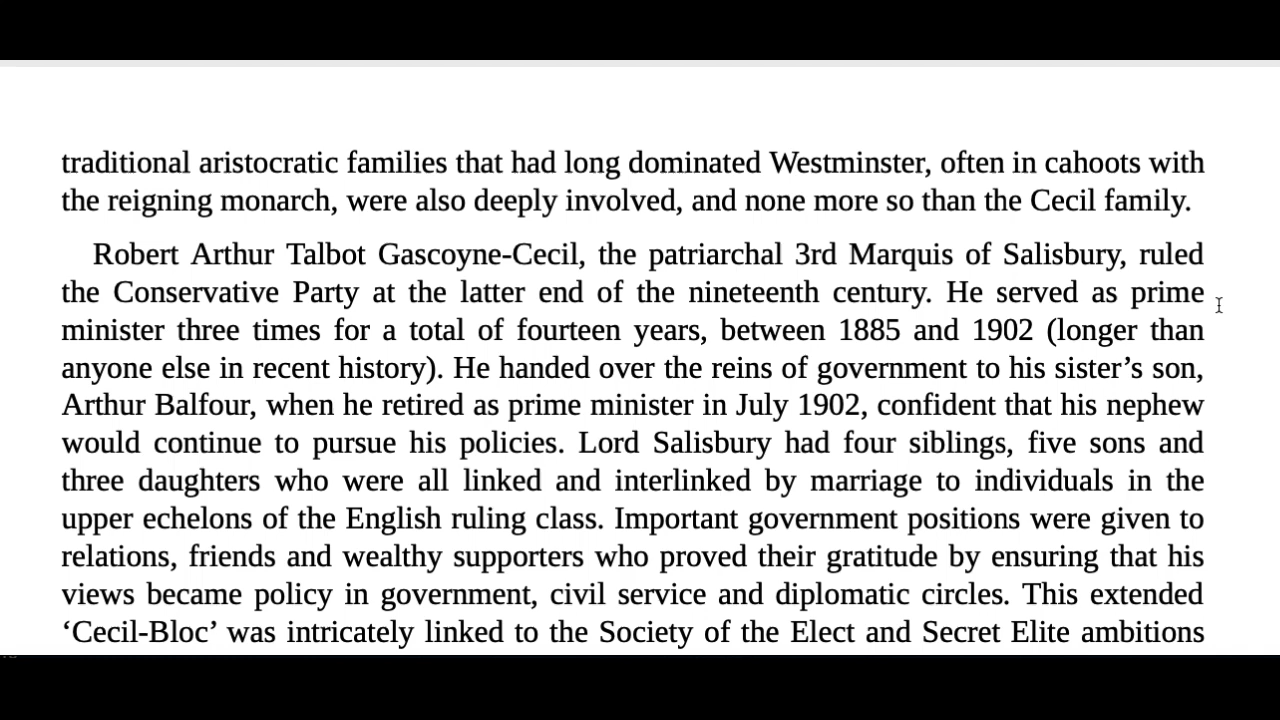 traditional aristocratic families that had long dominated Westminster, often in cahoots with
the reigning monarch, were also deeply involved, and none more so than the Cecil family.
Robert Arthur Talbot Gascoyne-Cecil, the patriarchal 3rd Marquis of Salisbury, ruled
the Conservative Party at the latter end of the nineteenth century. He served as prime
minister three times for a total of fourteen years, between 1885 and 1902 (longer than
anyone else in recent history). He handed over the reins of government to his sister’s son,
Arthur Balfour, when he retired as prime minister in July 1902, confident that his nephew
would continue to pursue his policies. Lord Salisbury had four siblings, five sons and
three daughters who were all linked and interlinked by marriage to individuals in the
upper echelons of the English ruling class. Important government positions were given to
relations, friends and wealthy supporters who proved their gratitude by ensuring that his
views became policy in government, civil service and diplomatic circles. This extended
‘Cecil-Bloc’ was intricately linked to the Society of the Elect and Secret Elite ambitions